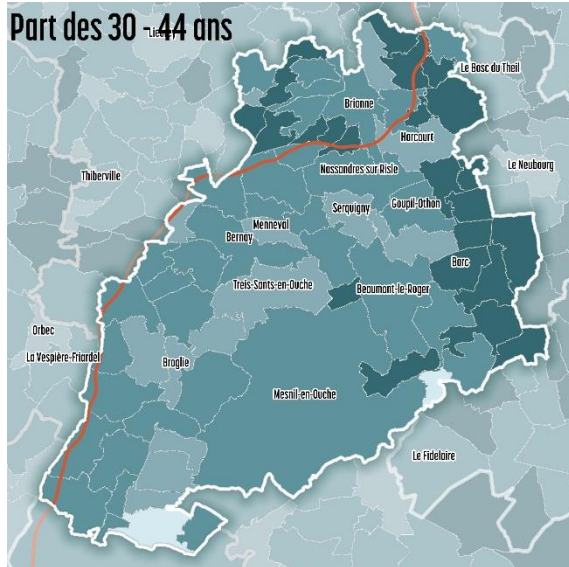 Part des 30 - 44 ans
Le Bosc du Theil
Brionne
Harcourt
Le Neubourg
Thiberville
Nassandres sur Risle
Serquigny
Goupil-Othon
Menneval
Bernay
Barc
Treis-Sants-en-Ouche
Beaumont-le-Roger
Orbec
La Vespière-Friardel
Broglie
Mesnil-en-Ouche
Le Fidelaire